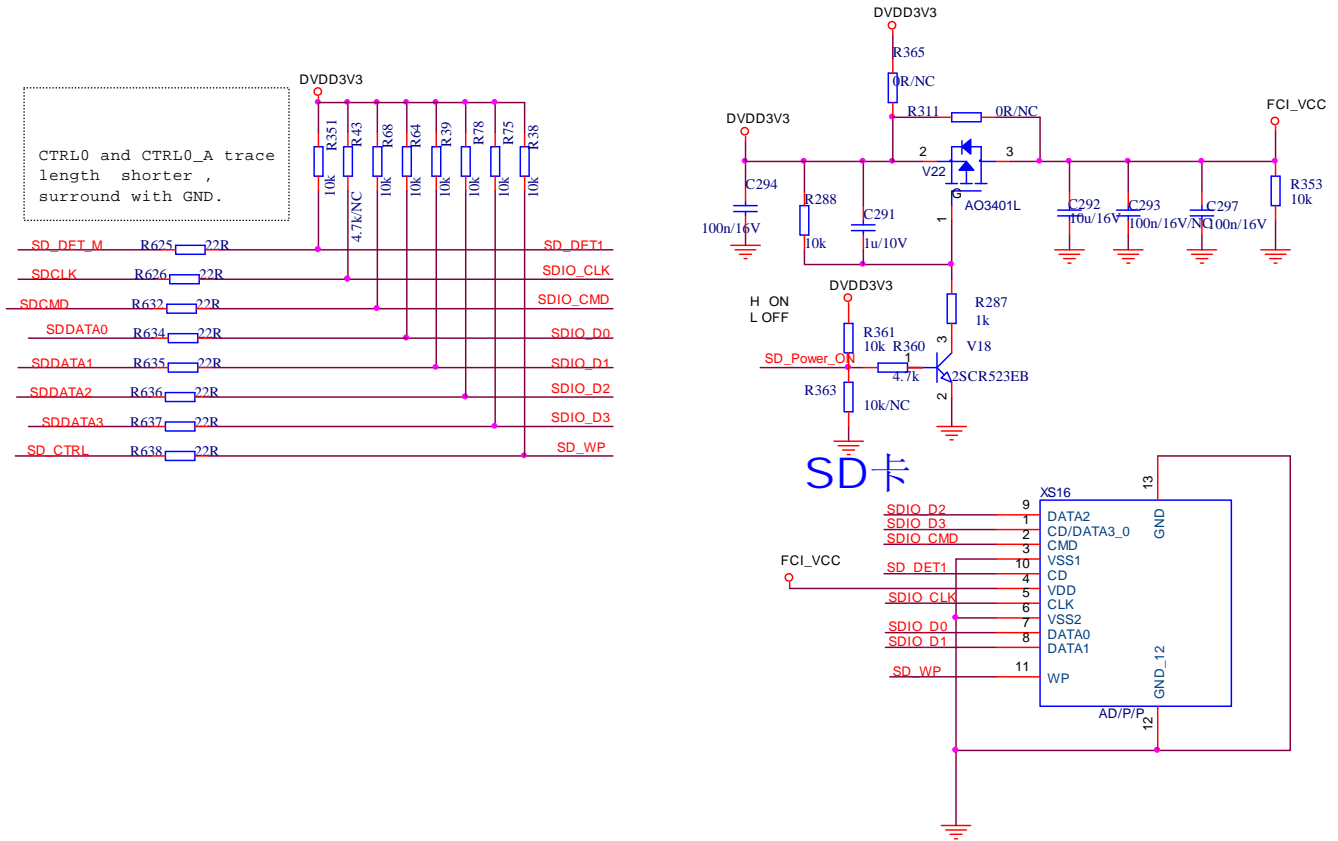 CTRL0 and CTRL0_A trace
length shorter ,
surround with GND.
DVDD3V3
R351
R43
R68
R64
R39
R78
R75
R38
10k
4.7k/NC
10k
10k
10k
10k
10k
10k
SD_DET_M R625 22R SD_DET1
SDCLK R626 22R SDIO_CLK
SDCMD R632 22R SDIO_CMD
SDDATA0 R634 22R SDIO_D0
SDDATA1 R635 22R SDIO_D1
SDDATA2 R636 22R SDIO_D2
SDDATA3 R637 22R SDIO_D3
SD_CTRL R638 22R SD_WP
DVDD3V3
R365
0R/NC
R311 0R/NC
DVDD3V3
FCI_VCC
2
3
V22
G
AO3401L
1
C294
100n/16V
R288
10k
C291
1u/10V
C292
10u/16V
C293
100n/16V/NC
C297
100n/16V
R353
10k
H ON
L OFF
DVDD3V3
R361
10k
R360
4.7k
SD_Power_ON
R363
10k/NC
R287
1k
3
V18
1
2SCR523EB
2
SD卡
XS16
13
GND
SDIO_D2 9 DATA2
SDIO_D3 1 CD/DATA3_0
SDIO_CMD 2 CMD
3 VSS1
SD_DET1 10 CD
FCI_VCC
4 VDD
SDIO_CLK 5 CLK
6 VSS2
SDIO_D0 7 DATA0
SDIO_D1 8 DATA1
SD_WP 11 WP
GND_12
AD/P/P
12